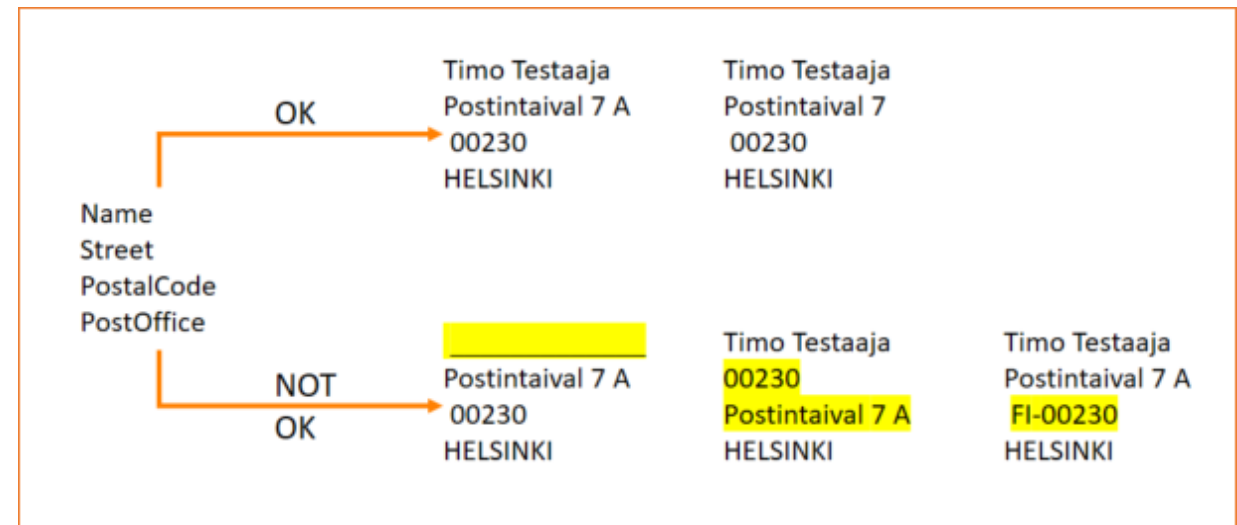 OK
Timo Testaaja
Postintaival 7 A
00230
HELSINKI
Timo Testaaja
Postintaival 7
00230
HELSINKI
Name
Street
PostalCode
PostOffice
NOT
OK
Postintaival 7 A
00230
HELSINKI
Timo Testaaja
00230
Postintaival 7 A
HELSINKI
Timo Testaaja
Postintaival 7 A
FI-00230
HELSINKI